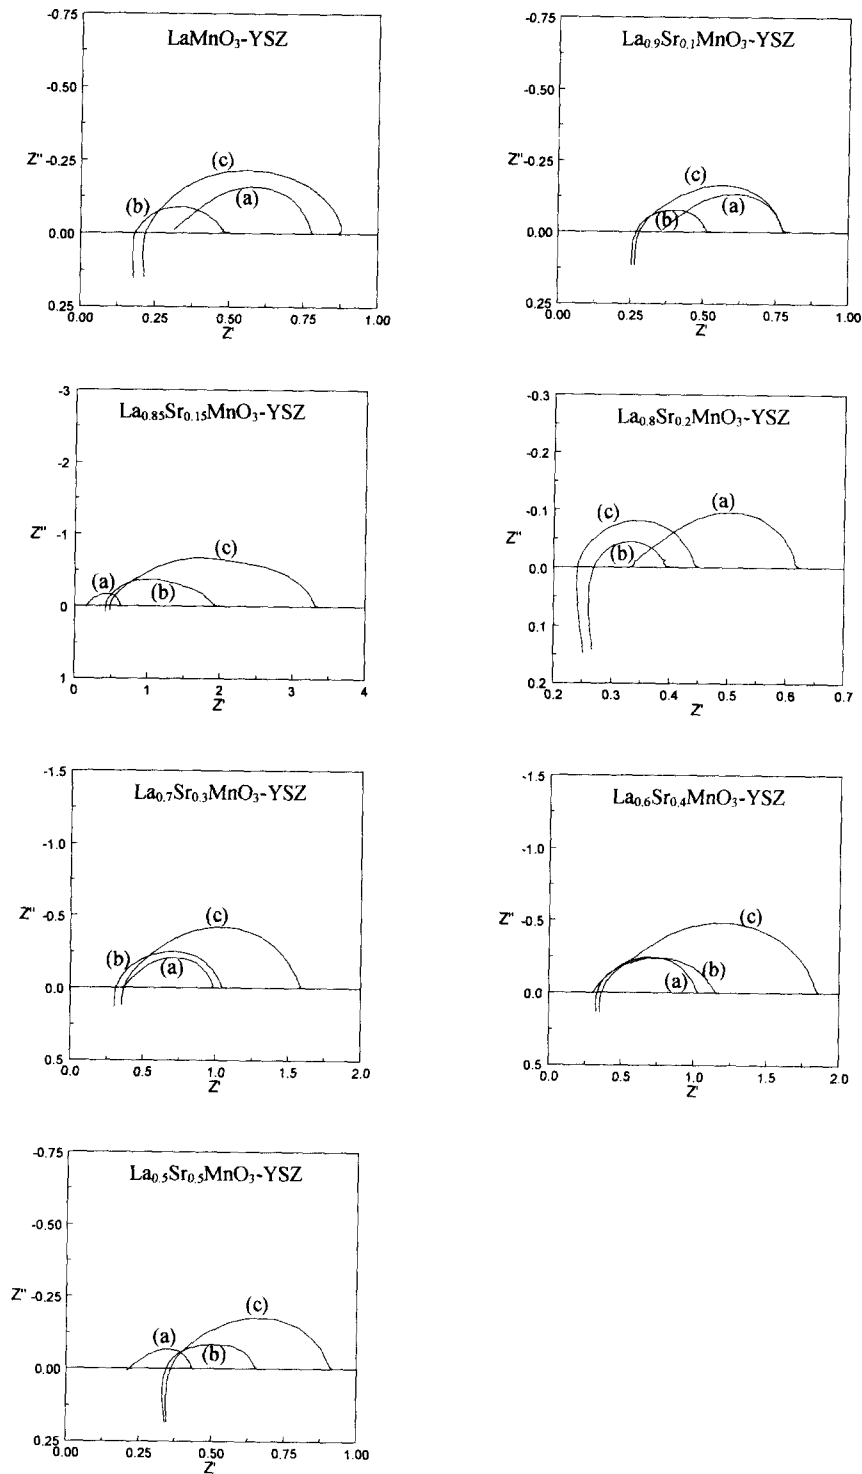 LaMnO3-YSZ
-0.75
-0.50
Z" -0.25
0.00
0.25
(a)
(b)
(c)
0.00 0.25 0.50 0.75 1.00
Z'
La0.9Sr0.1MnO3-YSZ
-0.75
-0.50
Z" -0.25
0.00
0.25
(a)
(b)
(c)
0.00 0.25 0.50 0.75 1.00
Z'
La0.85Sr0.15MnO3-YSZ
-3
-2
Z" -1
0
1
(a)
(b)
(c)
0 1 2 3 4
Z'
La0.8Sr0.2MnO3-YSZ
-0.3
-0.2
Z" -0.1
0.0
0.1
0.2
(a)
(b)
(c)
0.2 0.3 0.4 0.5 0.6 0.7
Z'
La0.7Sr0.3MnO3-YSZ
-1.5
-1.0
Z" -0.5
0.0
0.5
(a)
(b)
(c)
0.0 0.5 1.0 1.5 2.0
Z'
La0.6Sr0.4MnO3-YSZ
-1.5
-1.0
Z" -0.5
0.0
0.5
(a)
(b)
(c)
0.0 0.5 1.0 1.5 2.0
Z'
La0.5Sr0.5MnO3-YSZ
-0.75
-0.50
Z" -0.25
0.00
0.25
(a)
(b)
(c)
0.00 0.25 0.50 0.75 1.00
Z'